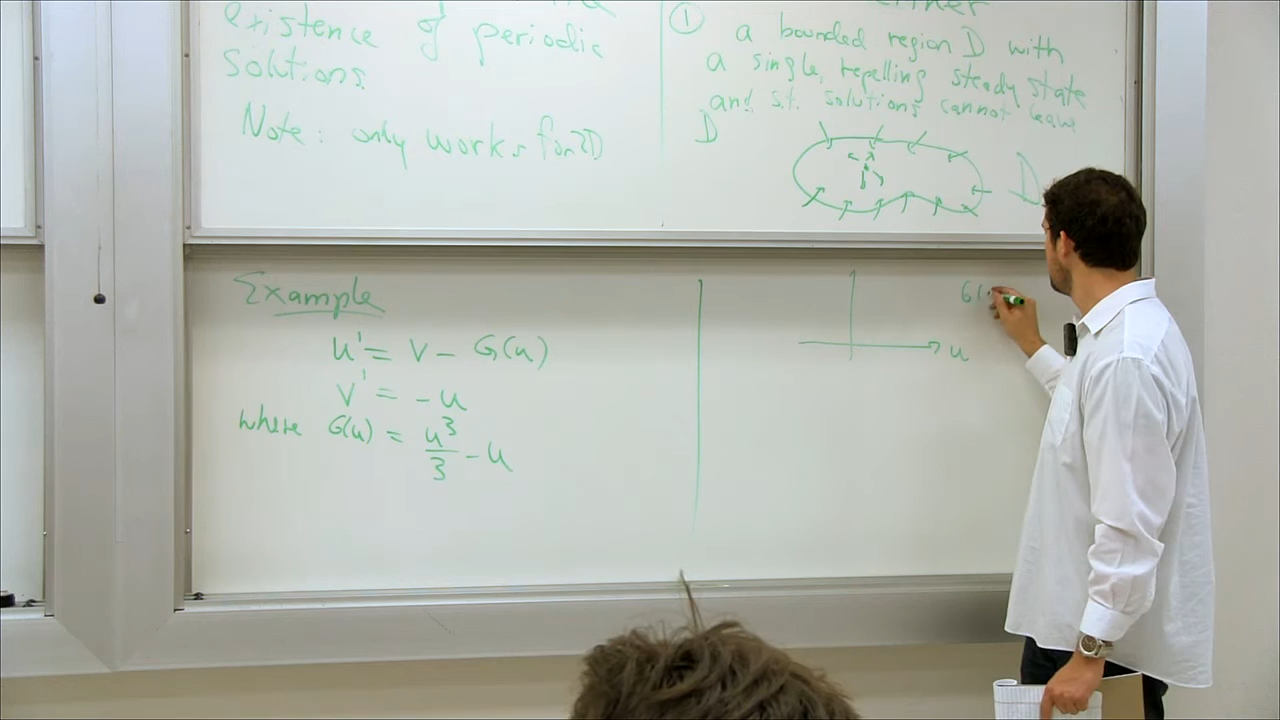 existence of periodic
solutions.
Note: only works for 2D
either
① a bounded region D with
a single, repelling steady state
and s.t. solutions cannot leave
D
D
Example
u' = v - G(u)
v' = -u
where G(u) = u³/3 - u
G(
u